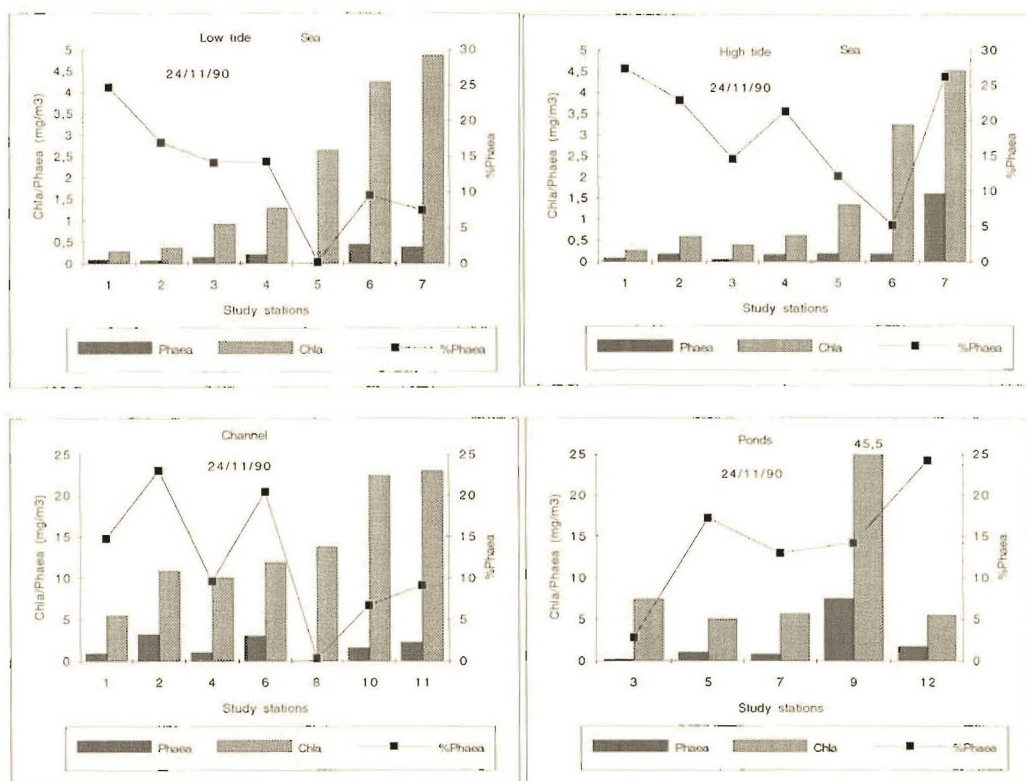 Low tide Sea
24/11/90
Chla/Phaea (mg/m3)
5
4,5
4
3,5
3
2,5
2
1,5
1
0,5
0
30
25
20
15
10
5
0
%Phaea
1 2 3 4 5 6 7
Study stations
Phaea Chla %Phaea
High tide Sea
24/11/90
Chla/Phaea (mg/m3)
5
4,5
4
3,5
3
2,5
2
1,5
1
0,5
0
30
25
20
15
10
5
0
%Phaea
1 2 3 4 5 6 7
Study stations
Phaea Chla %Phaea
Channel
24/11/90
Chla/Phaea (mg/m3)
25
20
15
10
5
0
25
20
15
10
5
0
%Phaea
1 2 4 6 8 10 11
Study stations
Phaea Chla %Phaea
Ponds 45,5
24/11/90
Chla/Phaea (mg/m3)
25
20
15
10
5
0
25
20
15
10
5
0
%Phaea
3 5 7 9 12
Study stations
Phaea Chla %Phaea